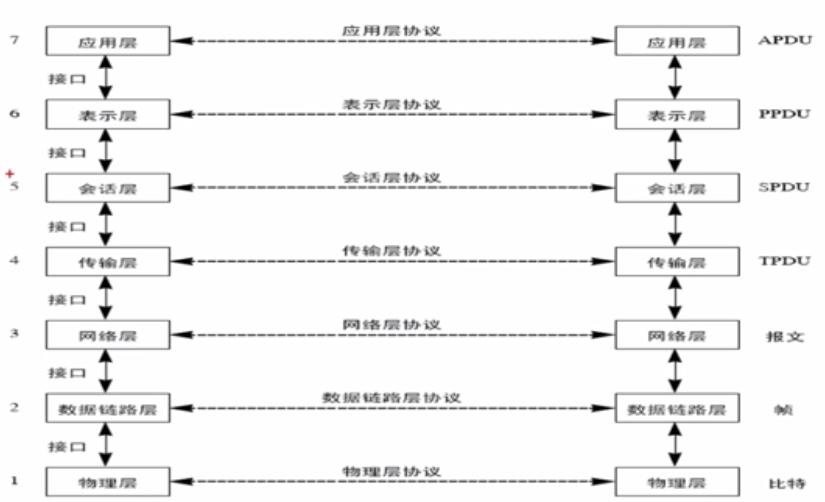 应用层协议
7 应用层 应用层 APDU
接口
表示层协议
6 表示层 表示层 PPDU
接口
会话层协议
5 会话层 会话层 SPDU
接口
传输层协议
4 传输层 传输层 TPDU
接口
网络层协议
3 网络层 网络层 报文
接口
数据链路层协议
2 数据链路层 数据链路层 帧
接口
物理层协议
1 物理层 物理层 比特